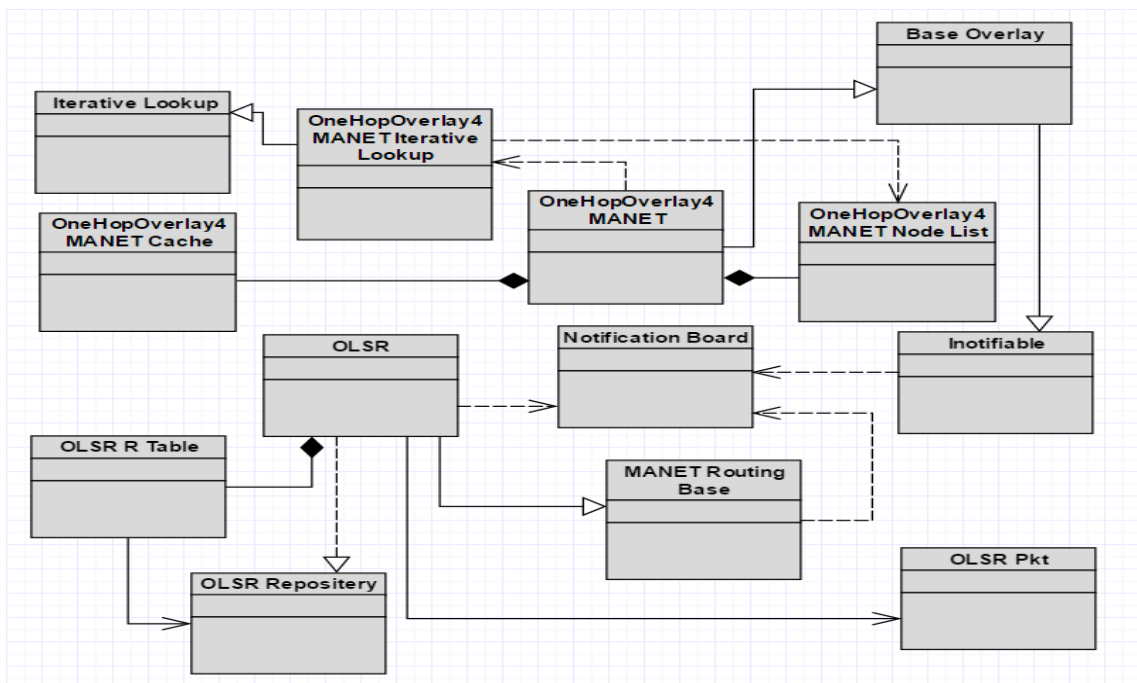 Base Overlay
Iterative Lookup
OneHopOverlay4
MANET Iterative
Lookup
OneHopOverlay4
MANET
OneHopOverlay4
MANET Node List
OneHopOverlay4
MANET Cache
OLSR
Notification Board
Inotifiable
OLSR R Table
MANET Routing
Base
OLSR Repositery
OLSR Pkt